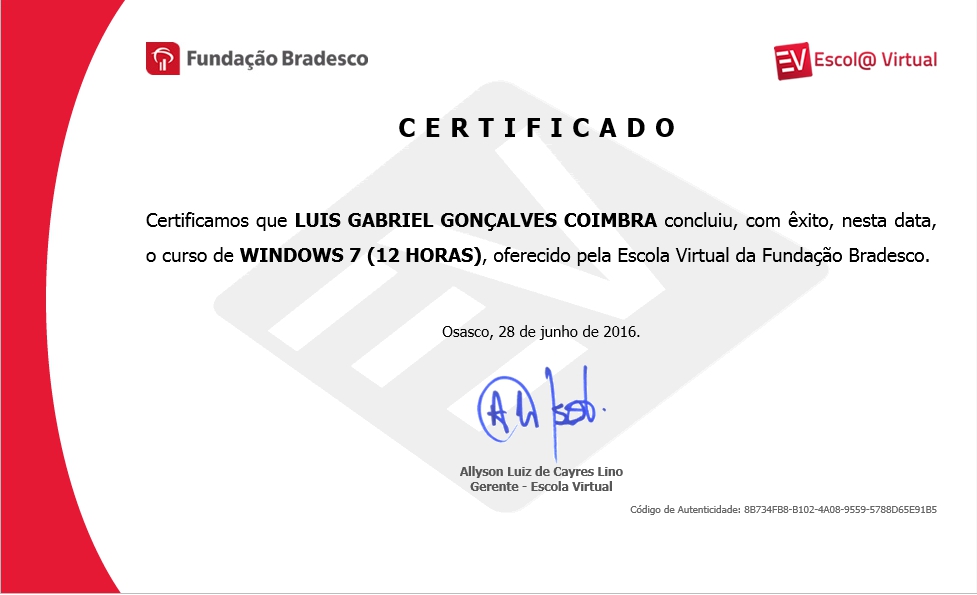 Fundação Bradesco
EV Escol@ Virtual
CERTIFICADO
Certificamos que LUIS GABRIEL GONÇALVES COIMBRA concluiu, com êxito, nesta data,
o curso de WINDOWS 7 (12 HORAS), oferecido pela Escola Virtual da Fundação Bradesco.
Osasco, 28 de junho de 2016.
Allyson Luiz de Cayres Lino
Gerente - Escola Virtual
Código de Autenticidade: 8B734FB8-B102-4A08-9559-5788D65E91B5